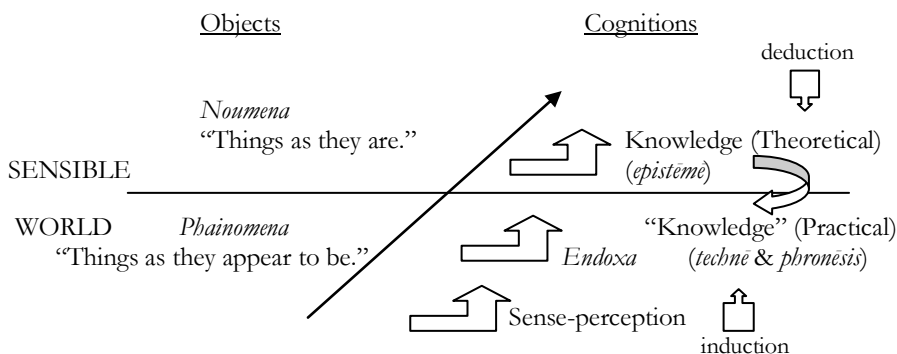 Objects
Cognitions
deduction
Noumena
“Things as they are.”
Knowledge (Theoretical)
(epistēmē)
SENSIBLE
WORLD
Phainomena
“Things as they appear to be.”
Endoxa
“Knowledge” (Practical)
(technē & phronēsis)
Sense-perception
induction